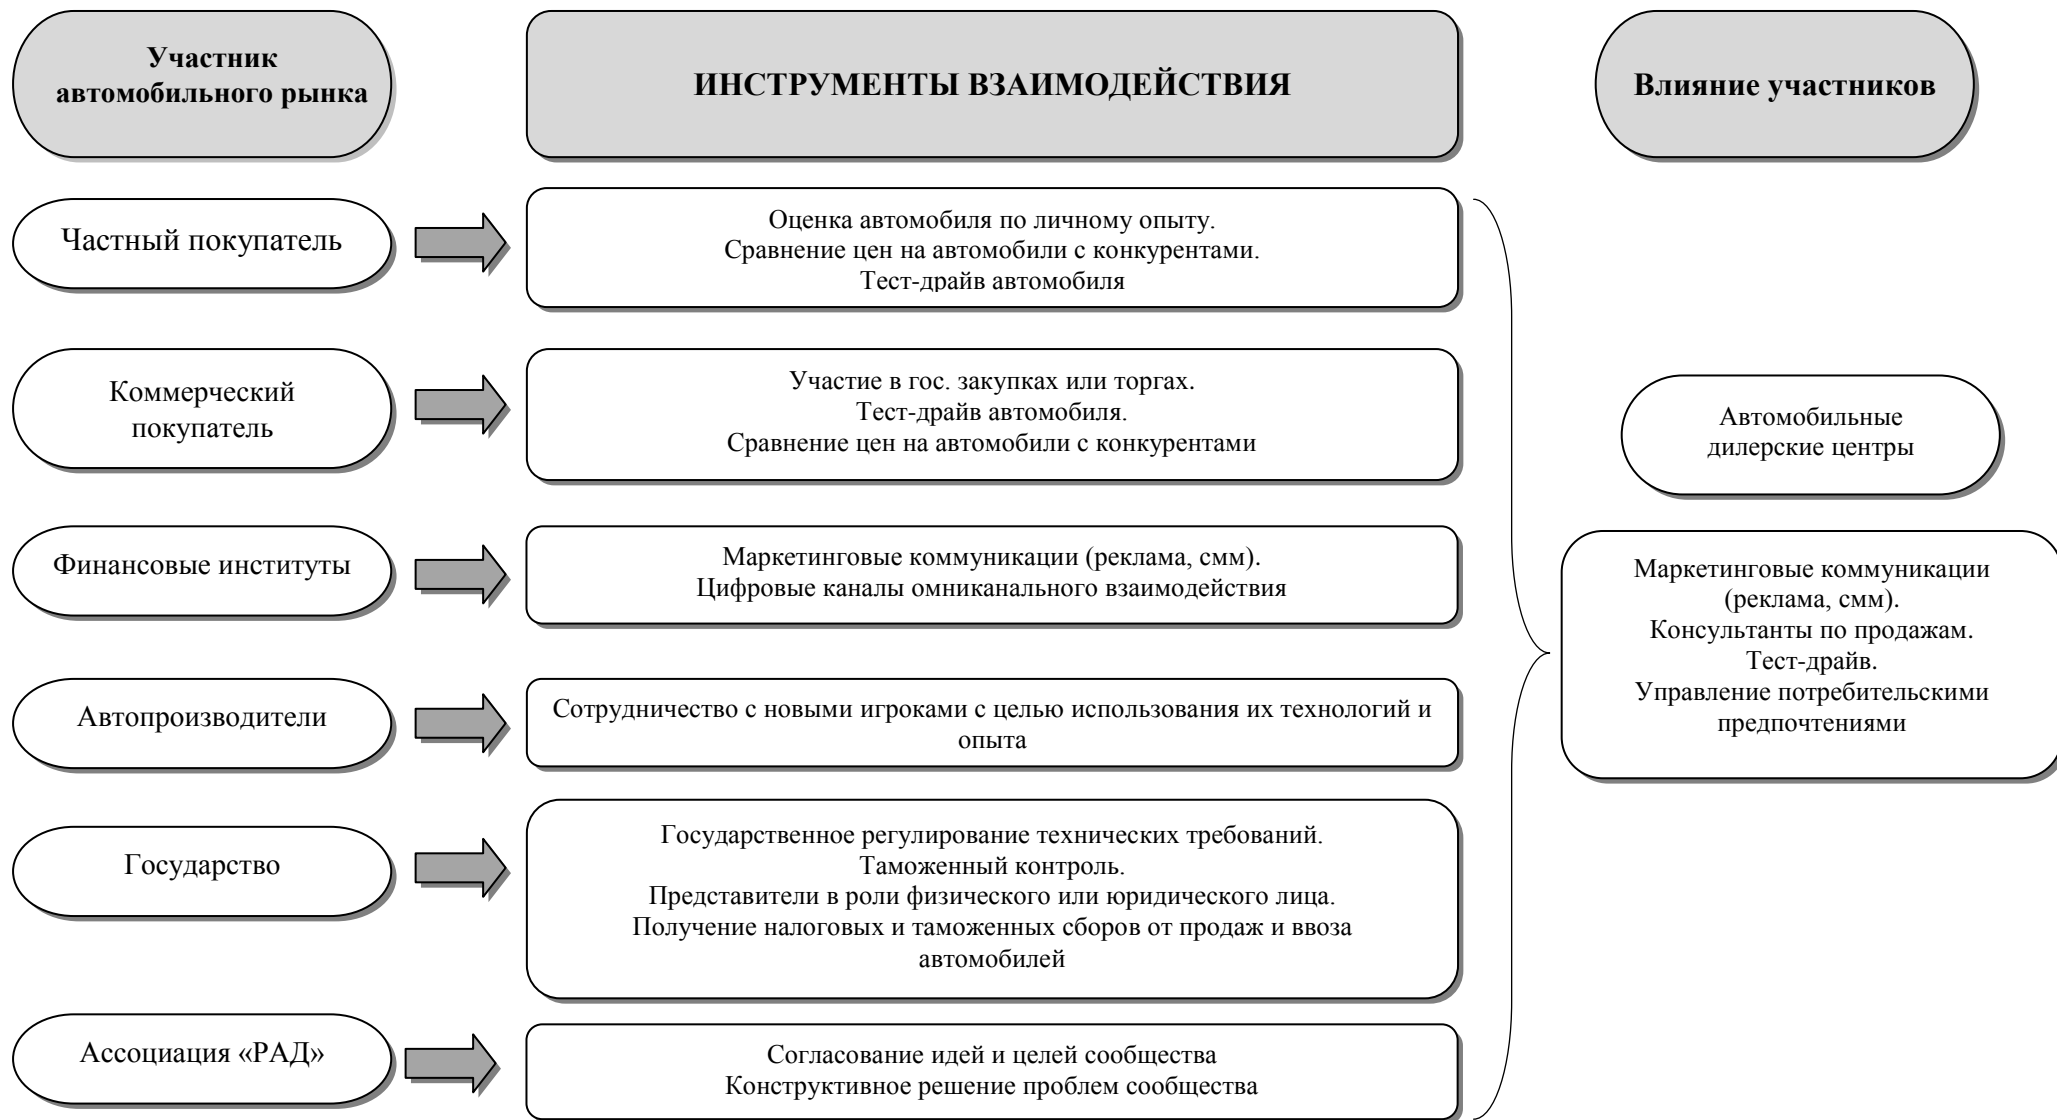 Участник
автомобильного рынка
ИНСТРУМЕНТЫ ВЗАИМОДЕЙСТВИЯ
Влияние участников
Частный покупатель
Оценка автомобиля по личному опыту.
Сравнение цен на автомобили с конкурентами.
Тест-драйв автомобиля
Коммерческий
покупатель
Участие в гос. закупках или торгах.
Тест-драйв автомобиля.
Сравнение цен на автомобили с конкурентами
Финансовые институты
Маркетинговые коммуникации (реклама, смм).
Цифровые каналы омниканального взаимодействия
Автопроизводители
Сотрудничество с новыми игроками с целью использования их технологий и
опыта
Государство
Государственное регулирование технических требований.
Таможенный контроль.
Представители в роли физического или юридического лица.
Получение налоговых и таможенных сборов от продаж и ввоза
автомобилей
Ассоциация «РАД»
Согласование идей и целей сообщества
Конструктивное решение проблем сообщества
Автомобильные
дилерские центры
Маркетинговые коммуникации
(реклама, смм).
Консультанты по продажам.
Тест-драйв.
Управление потребительскими
предпочтениями